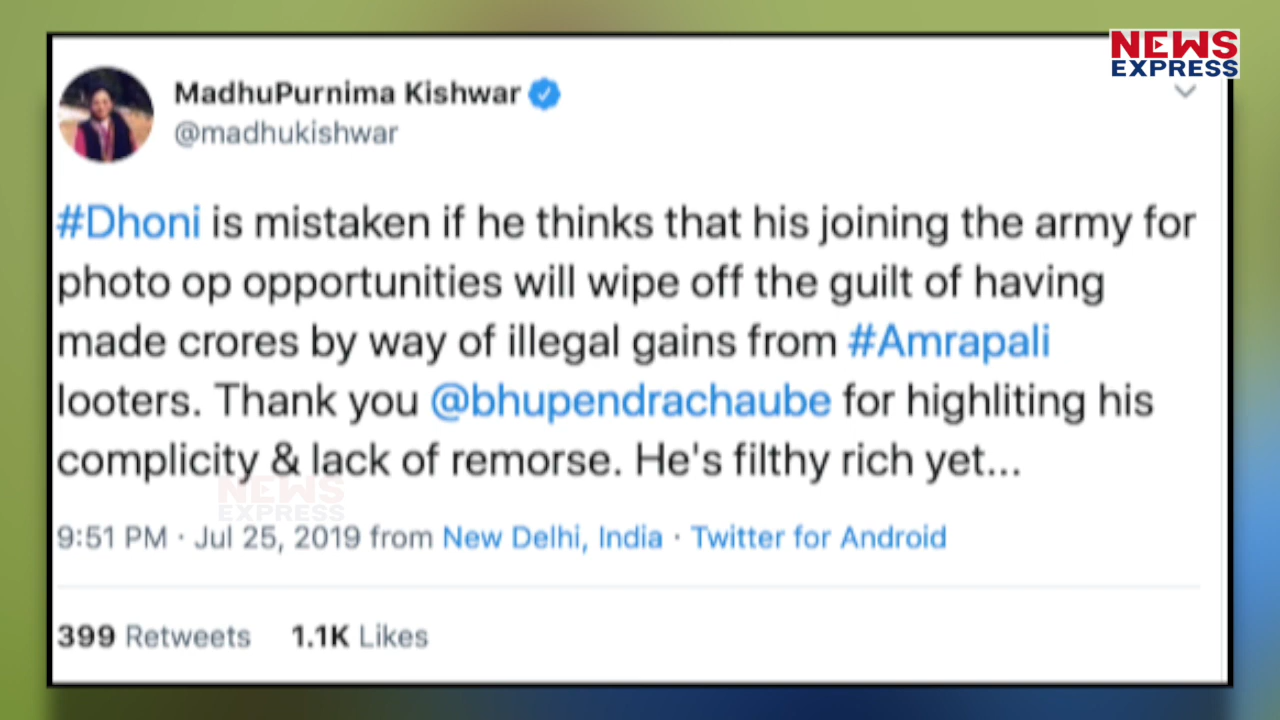 NEWS
EXPRESS
MadhuPurnima Kishwar
@madhukishwar
#Dhoni is mistaken if he thinks that his joining the army for
photo op opportunities will wipe off the guilt of having
made crores by way of illegal gains from #Amrapali
looters. Thank you @bhupendrachaube for highliting his
complicity & lack of remorse. He's filthy rich yet...
NEWS
EXPRESS
9:51 PM · Jul 25, 2019 from New Delhi, India · Twitter for Android
399 Retweets 1.1K Likes